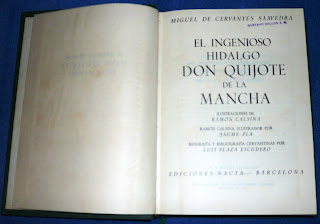 MIGUEL DE CERVANTES SAAVEDRA
EL INGENIOSO
HIDALGO
DON QUIJOTE
DE LA
MANCHA
ILUSTRACIONES DE
RAMÓN CALSINA
RAMÓN CALSINA, ILUSTRADOR POR
JAUME PLA
BIOGRAFÍA Y BIBLIOGRAFÍA CERVANTINAS POR
LUIS PLAZA ESCUDERO
EDICIONES NAUTA - BARCELONA